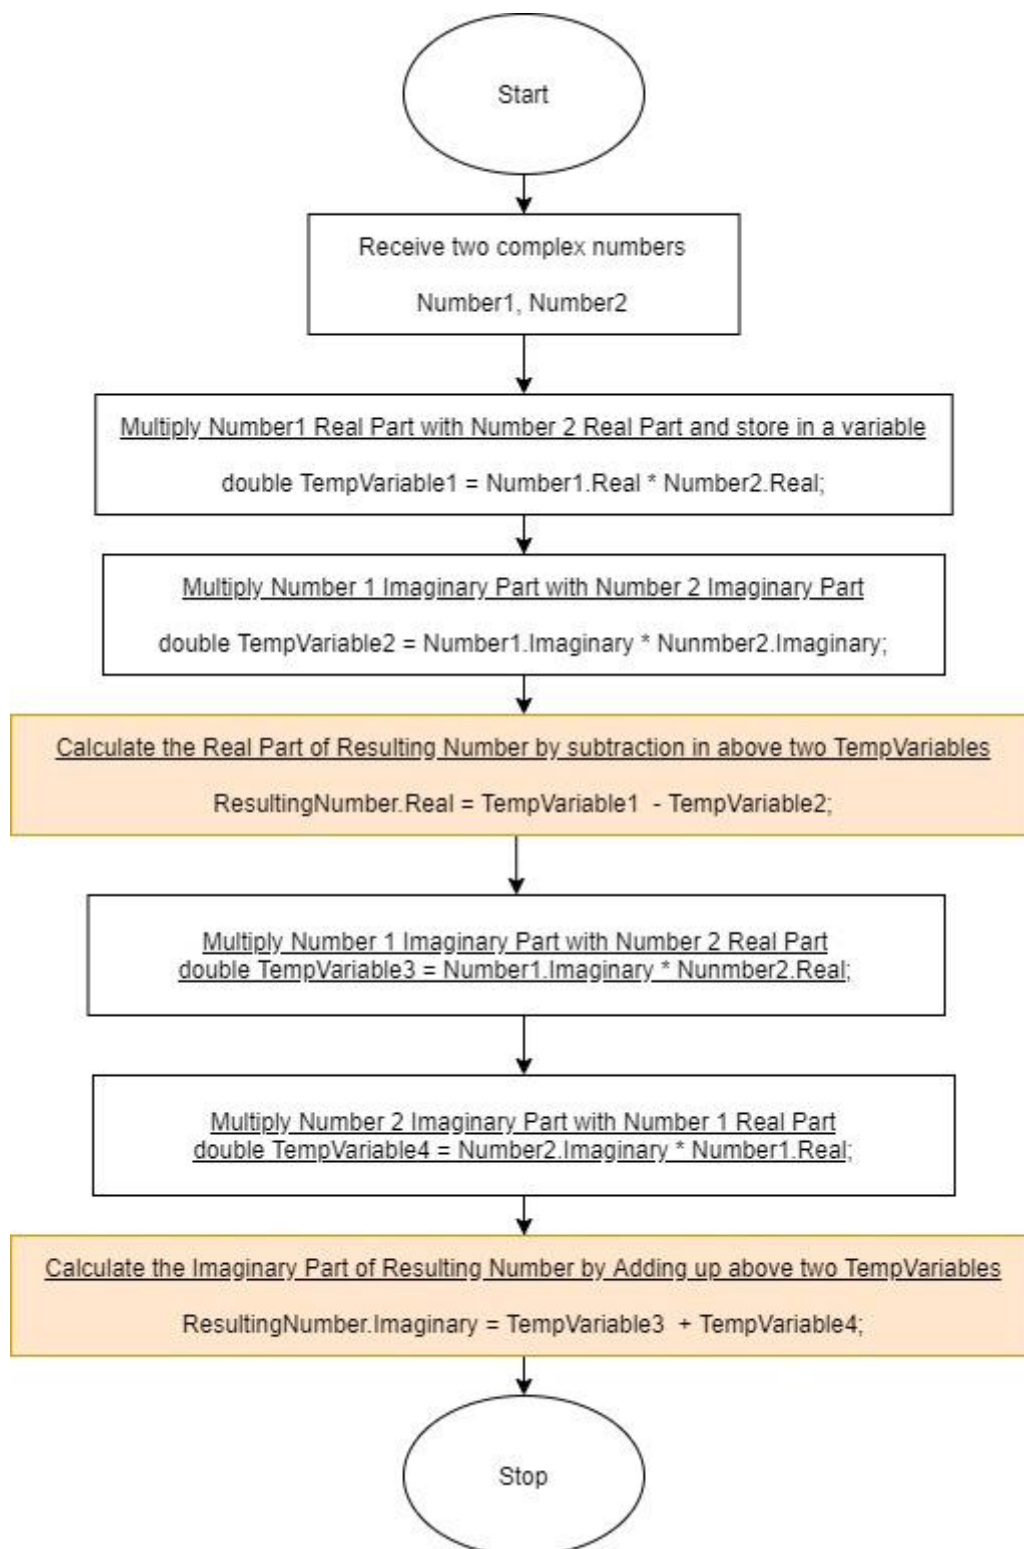 Start
Receive two complex numbers
Number1, Number2
Multiply Number1 Real Part with Number 2 Real Part and store in a variable
double TempVariable1 = Number1.Real * Number2.Real;
Multiply Number 1 Imaginary Part with Number 2 Imaginary Part
double TempVariable2 = Number1.Imaginary * Nunmber2.Imaginary;
Calculate the Real Part of Resulting Number by subtraction in above two TempVariables
ResultingNumber.Real = TempVariable1  - TempVariable2;
Multiply Number 1 Imaginary Part with Number 2 Real Part
double TempVariable3 = Number1.Imaginary * Nunmber2.Real;
Multiply Number 2 Imaginary Part with Number 1 Real Part
double TempVariable4 = Number2.Imaginary * Number1.Real;
Calculate the Imaginary Part of Resulting Number by Adding up above two TempVariables
ResultingNumber.Imaginary = TempVariable3  + TempVariable4;
Stop